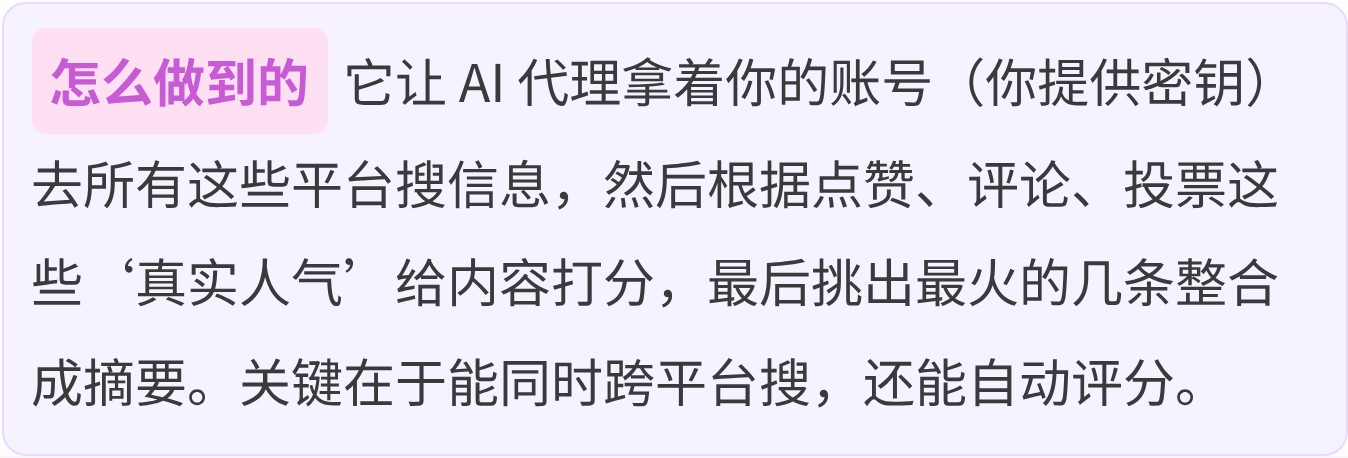 怎么做到的 它让 AI 代理拿着你的账号（你提供密钥）
去所有这些平台搜信息，然后根据点赞、评论、投票这
些‘真实人气’给内容打分，最后挑出最火的几条整合
成摘要。关键在于能同时跨平台搜，还能自动评分。